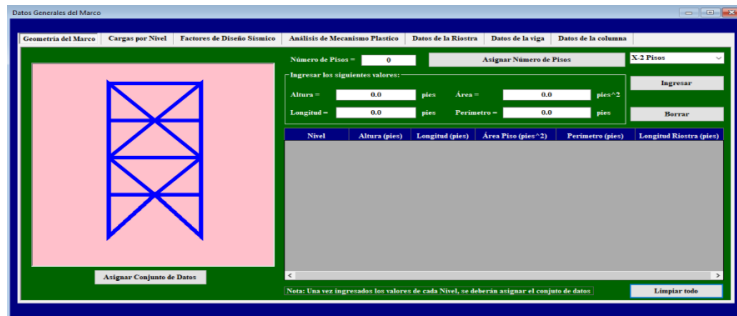 Datos Generales del Marco
Geometría del Marco Cargas por Nivel Factores de Diseño Sísmico Análisis de Mecanismo Plastico Datos de la Riostra Datos de la viga Datos de la columna
Número de Pisos = 0 Asignar Número de Pisos X-2 Pisos
Ingresar los siguientes valores:
Altura = 0.0 pies Área = 0.0 pies^2
Ingresar
Longitud = 0.0 pies Perímetro = 0.0 pies
Borrar
Nivel Altura (pies) Longitud (pies) Área Piso (pies^2) Perímetro (pies) Longitud Riostra (pies)
Asignar Conjunto de Datos
Nota: Una vez ingresados los valores de cada Nivel, se deberán asignar el conjuto de datos
Limpiar todo